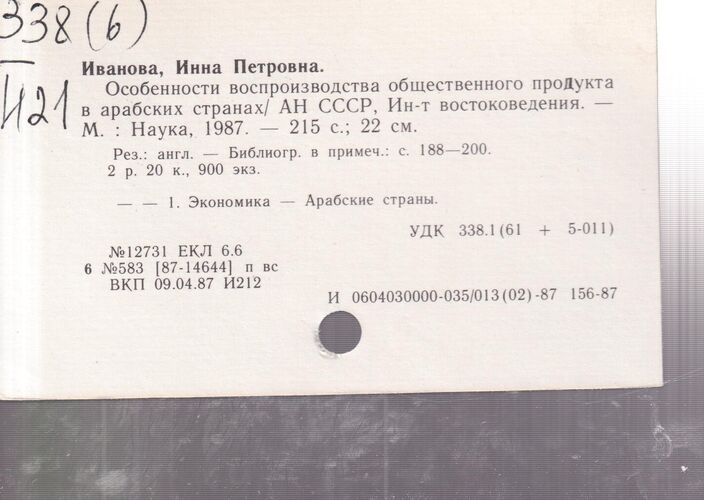 338(6)
И21
Иванова, Инна Петровна.
Особенности воспроизводства общественного продукта
в арабских странах/ АН СССР, Ин-т востоковедения. —
М. : Наука, 1987. — 215 с.; 22 см.
Рез.: англ. — Библиогр. в примеч.: с. 188—200.
2 р. 20 к., 900 экз.
— — 1. Экономика — Арабские страны.
УДК 338.1(61 + 5-011)
№12731 ЕКЛ 6.6
6 №583 [87-14644] п вс
ВКП 09.04.87 И212
И 0604030000-035/013(02)-87 156-87